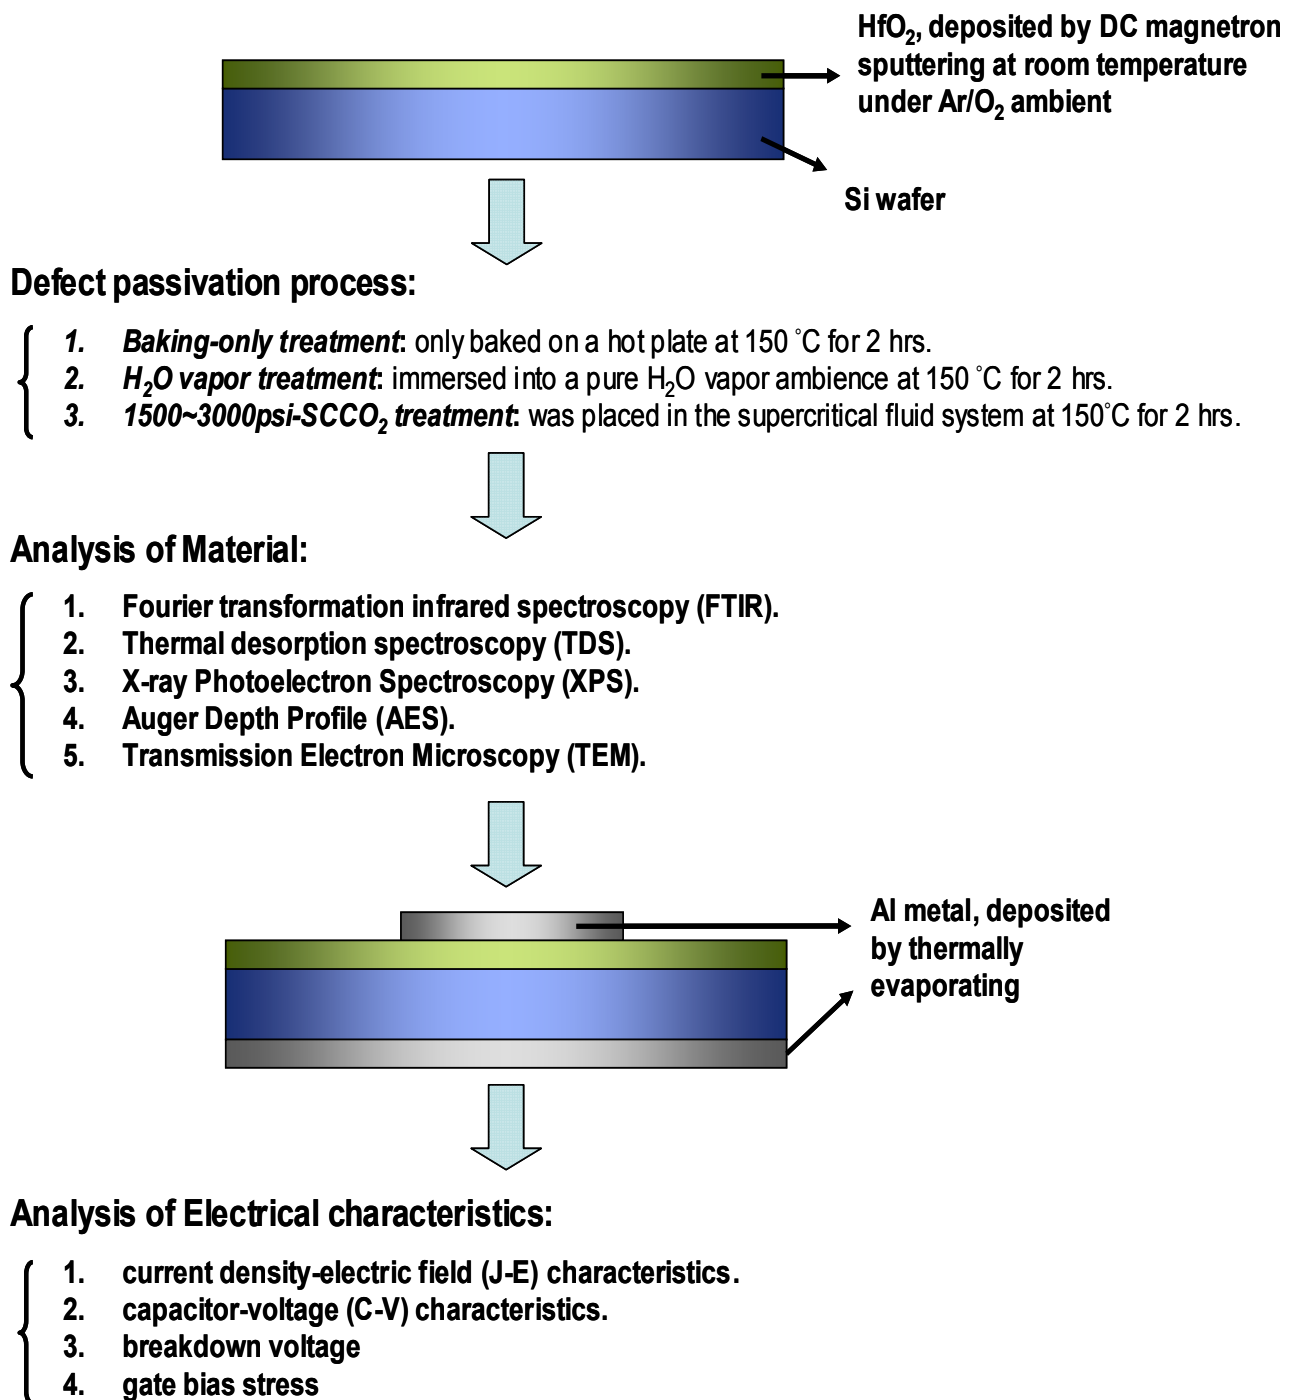 HfO₂, deposited by DC magnetron
sputtering at room temperature
under Ar/O₂ ambient
Si wafer
Defect passivation process:
1. Baking-only treatment: only baked on a hot plate at 150 °C for 2 hrs.
2. H₂O vapor treatment: immersed into a pure H₂O vapor ambience at 150 °C for 2 hrs.
3. 1500~3000psi-SCCO₂ treatment: was placed in the supercritical fluid system at 150°C for 2 hrs.
Analysis of Material:
1. Fourier transformation infrared spectroscopy (FTIR).
2. Thermal desorption spectroscopy (TDS).
3. X-ray Photoelectron Spectroscopy (XPS).
4. Auger Depth Profile (AES).
5. Transmission Electron Microscopy (TEM).
Al metal, deposited
by thermally
evaporating
Analysis of Electrical characteristics:
1. current density-electric field (J-E) characteristics.
2. capacitor-voltage (C-V) characteristics.
3. breakdown voltage
4. gate bias stress